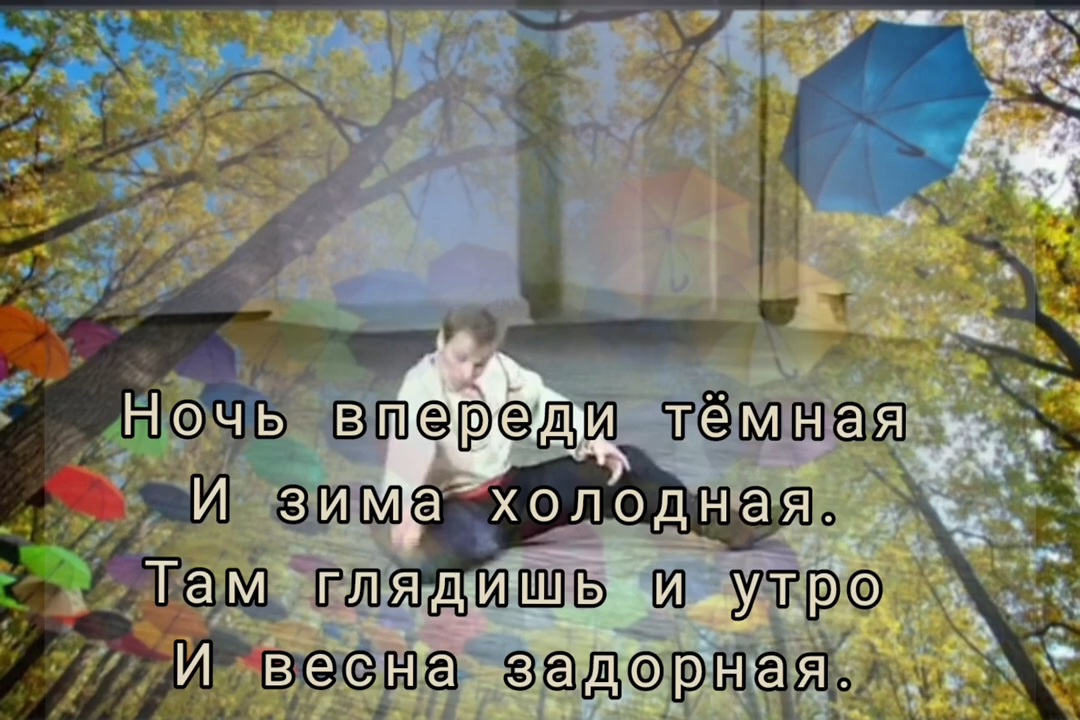 Ночь впереди тёмная
И зима холодная.
Там глядишь и утро
И весна задорная.